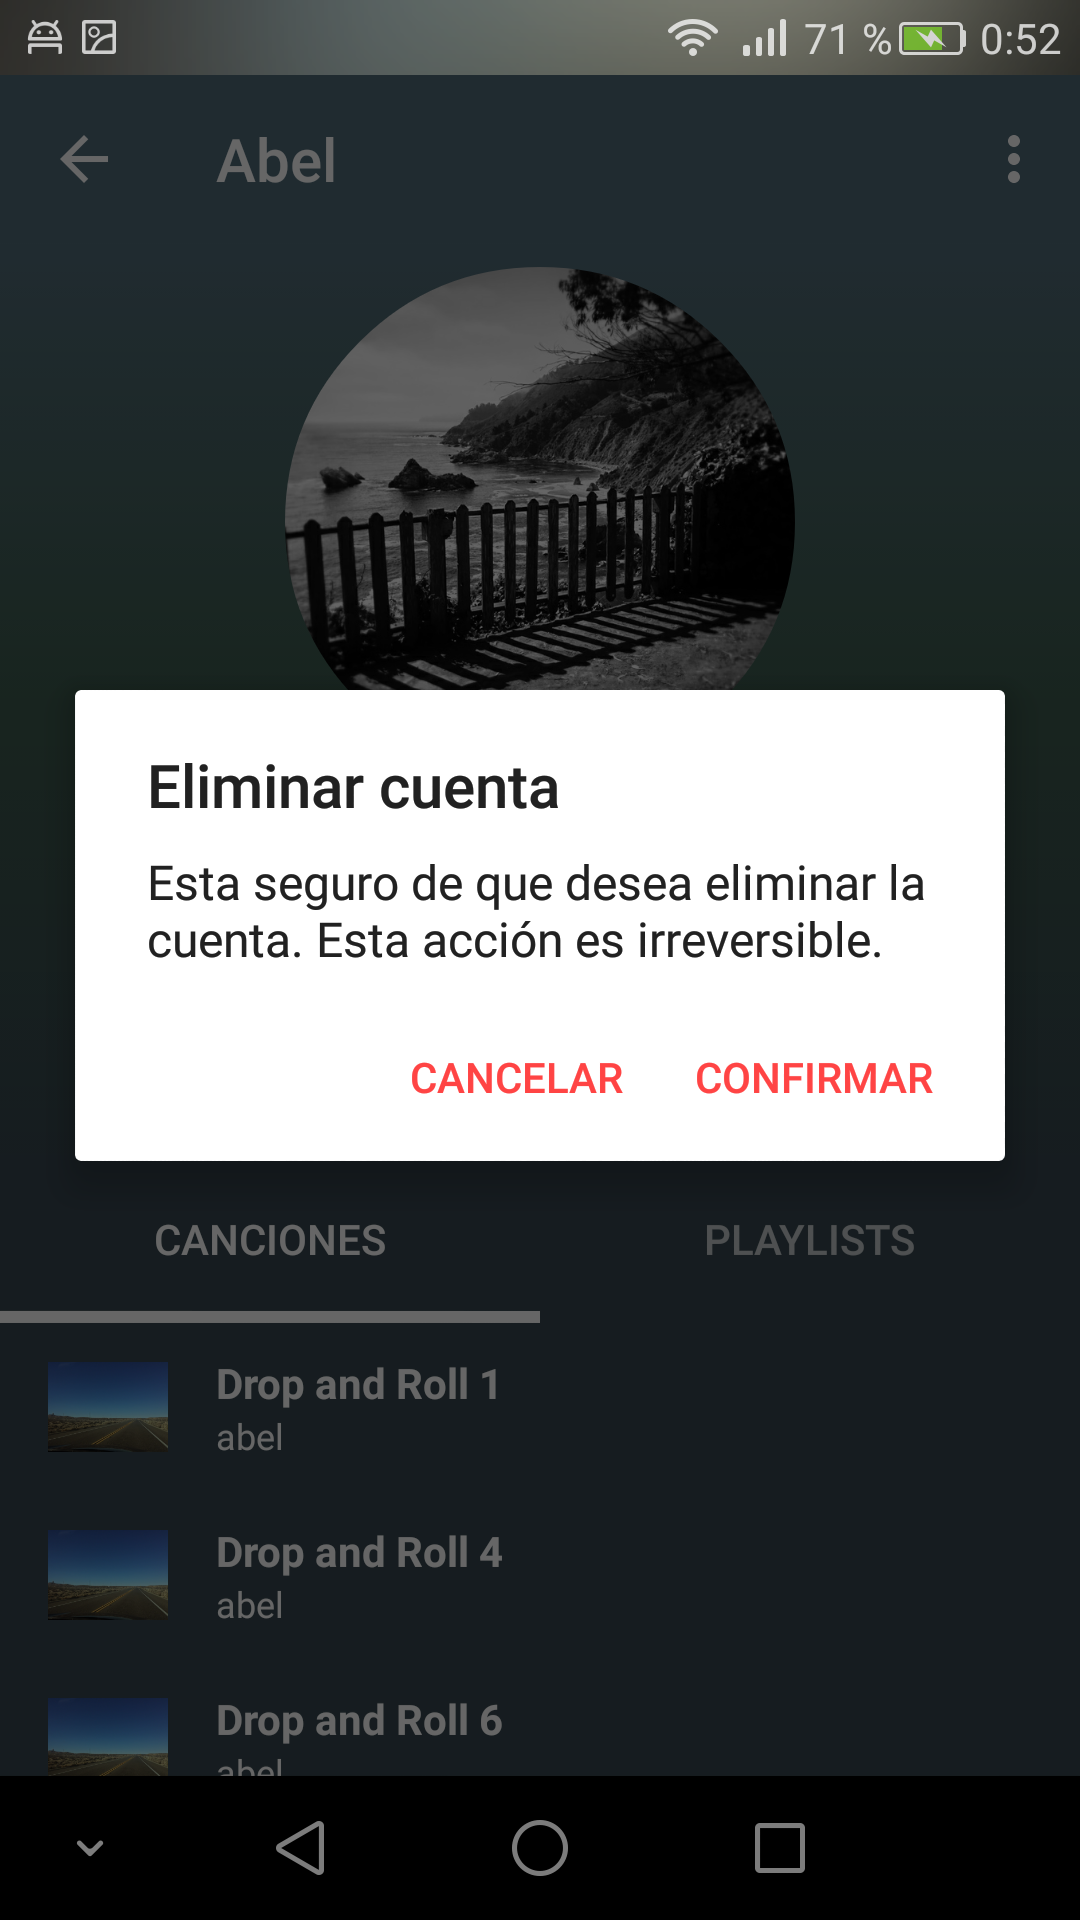 71 % 0:52
Abel
Eliminar cuenta
Esta seguro de que desea eliminar la
cuenta. Esta acción es irreversible.
CANCELAR CONFIRMAR
CANCIONES PLAYLISTS
Drop and Roll 1
abel
Drop and Roll 4
abel
Drop and Roll 6
abel